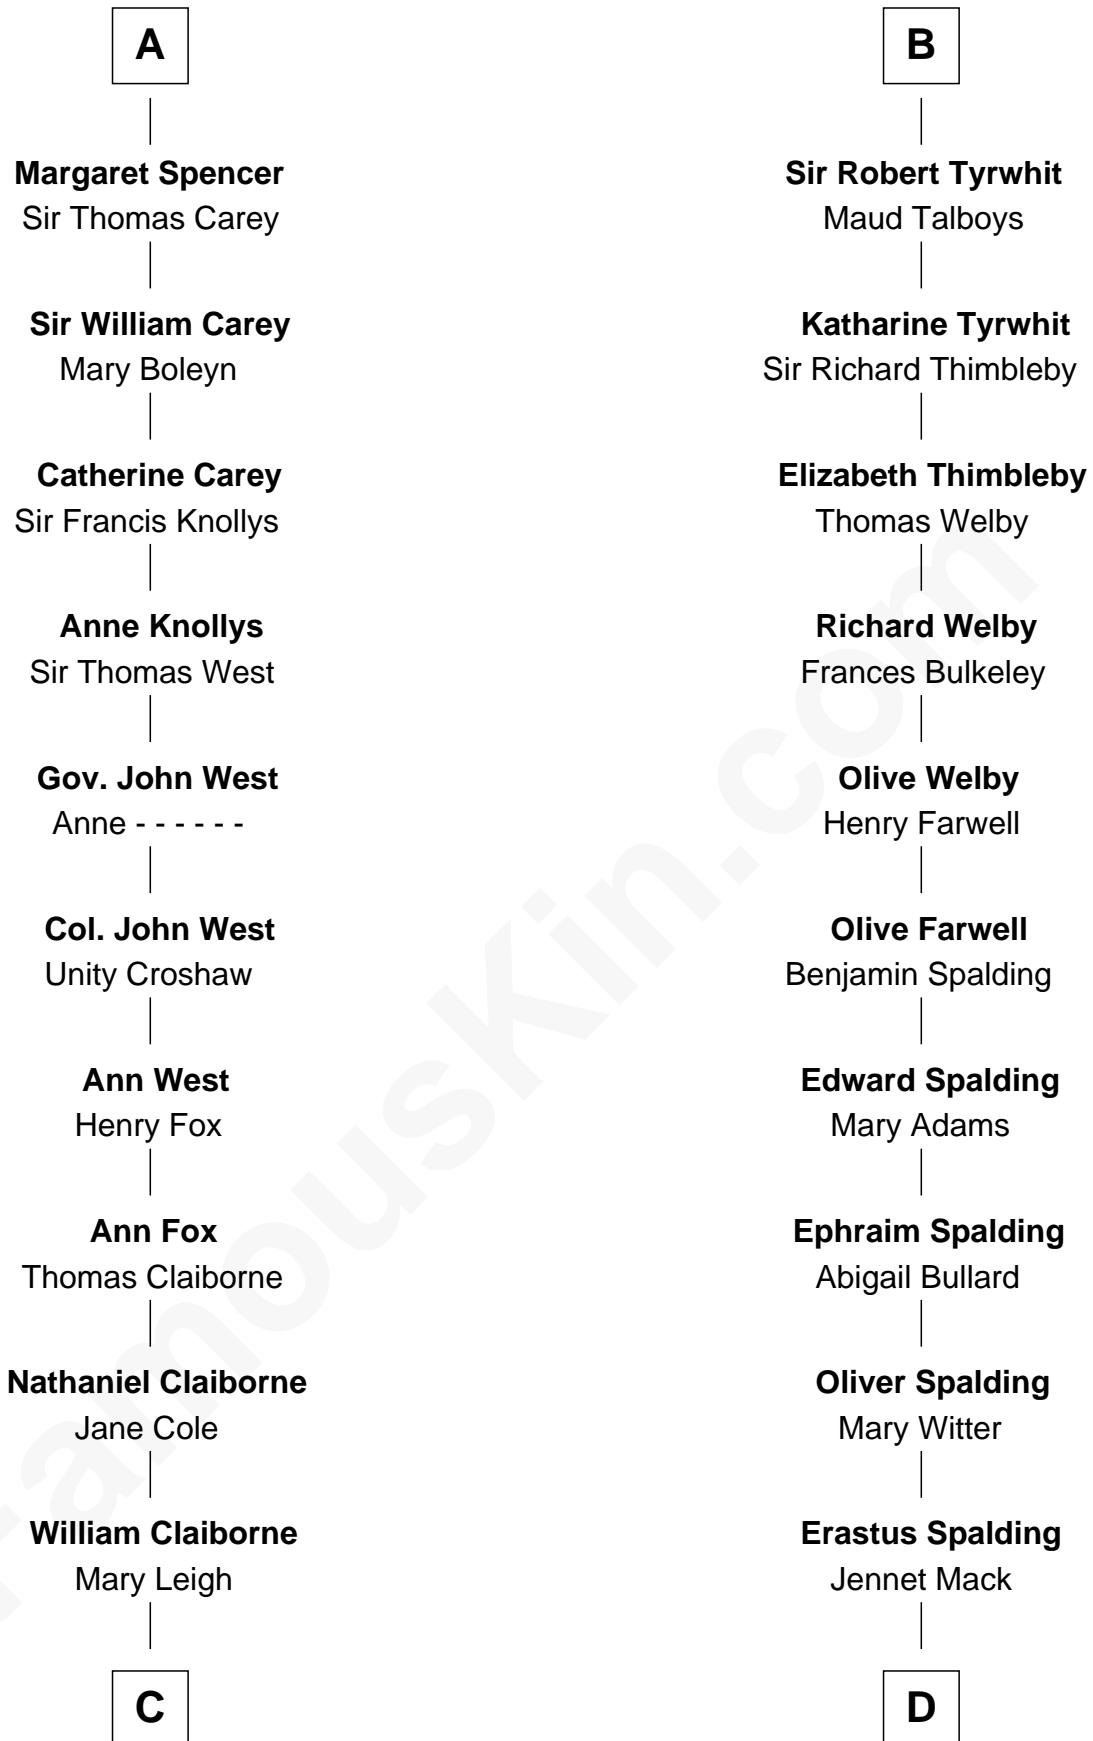 A
Margaret Spencer
Sir Thomas Carey
Sir William Carey
Mary Boleyn
Catherine Carey
Sir Francis Knollys
Anne Knollys
Sir Thomas West
Gov. John West
Anne - - - - - -
Col. John West
Unity Croshaw
Ann West
Henry Fox
Ann Fox
Thomas Claiborne
Nathaniel Claiborne
Jane Cole
William Claiborne
Mary Leigh
C
B
Sir Robert Tyrwhit
Maud Talboys
Katharine Tyrwhit
Sir Richard Thimbleby
Elizabeth Thimbleby
Thomas Welby
Richard Welby
Frances Bulkeley
Olive Welby
Henry Farwell
Olive Farwell
Benjamin Spalding
Edward Spalding
Mary Adams
Ephraim Spalding
Abigail Bullard
Oliver Spalding
Mary Witter
Erastus Spalding
Jennet Mack
D
FamousKin.com